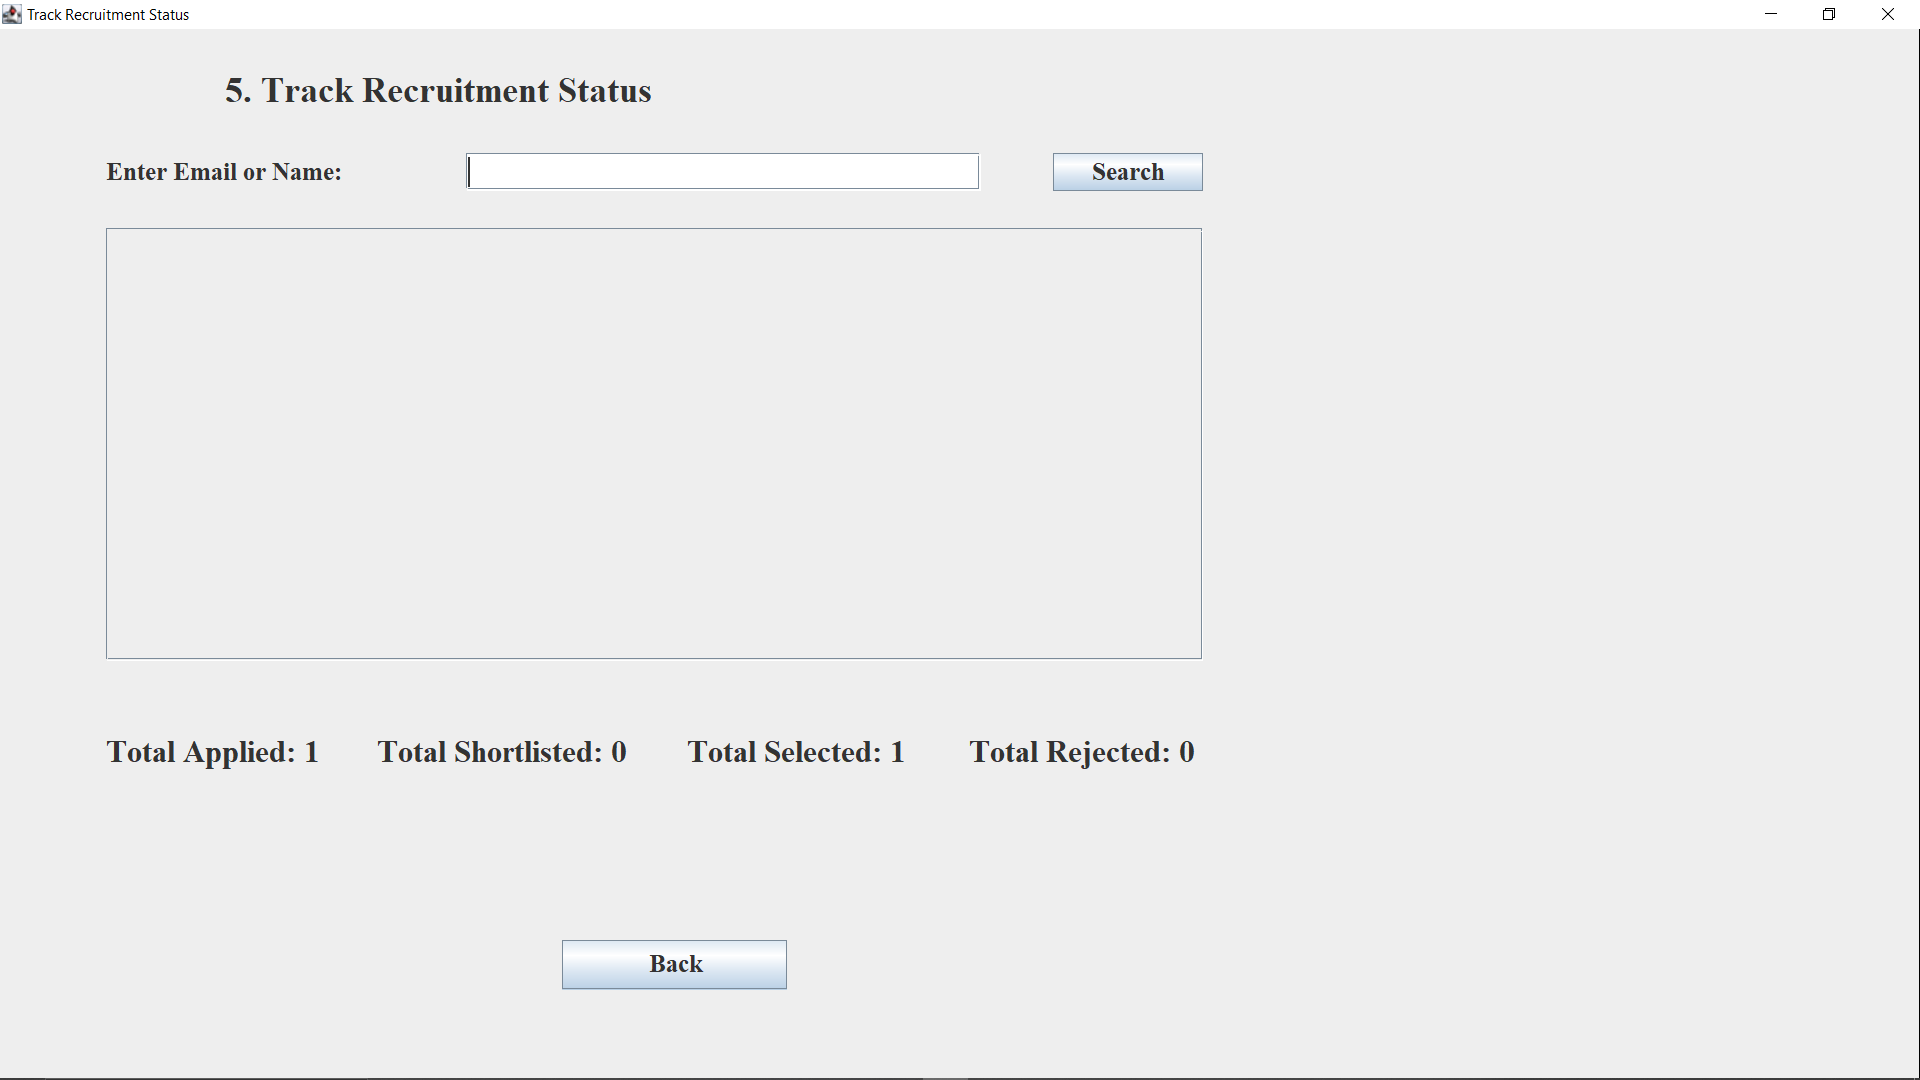 Track Recruitment Status
5. Track Recruitment Status
Enter Email or Name:
Search
Total Applied: 1
Total Shortlisted: 0
Total Selected: 1
Total Rejected: 0
Back